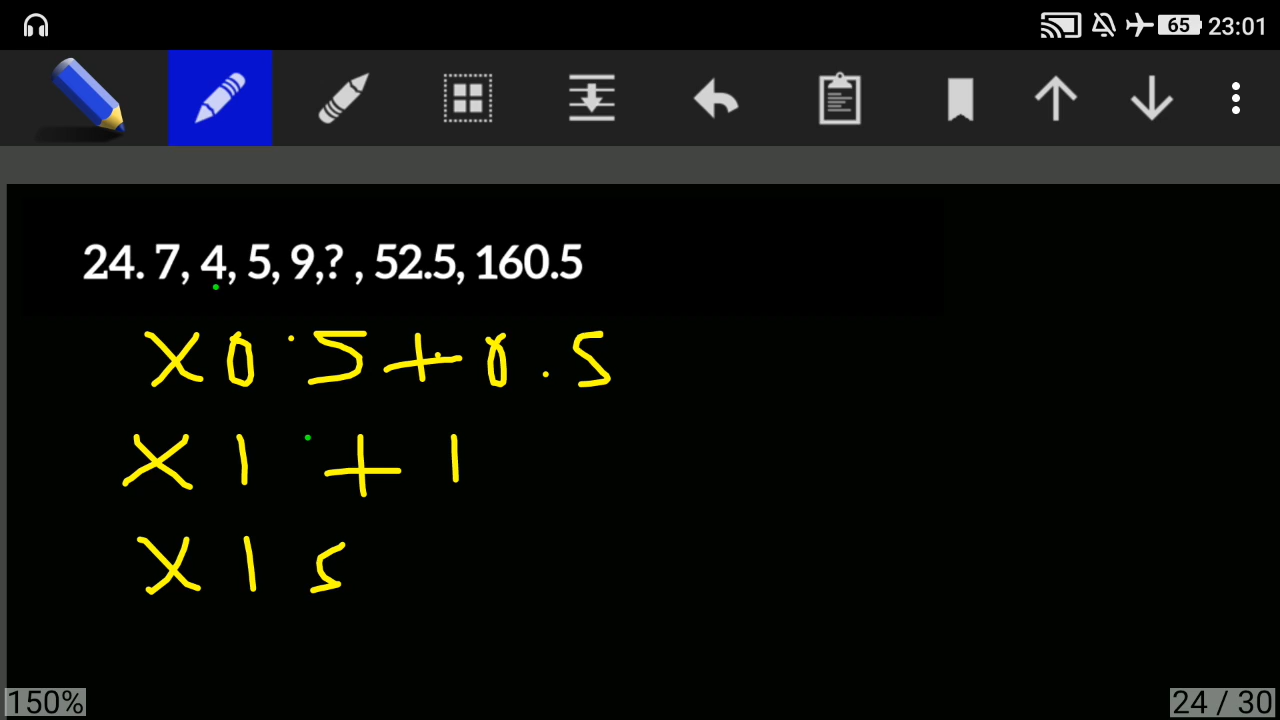 65 23:01
24. 7, 4, 5, 9,? , 52.5, 160.5
X 0.5 + 0.5
X 1 + 1
X 1 5
150%
24 / 30